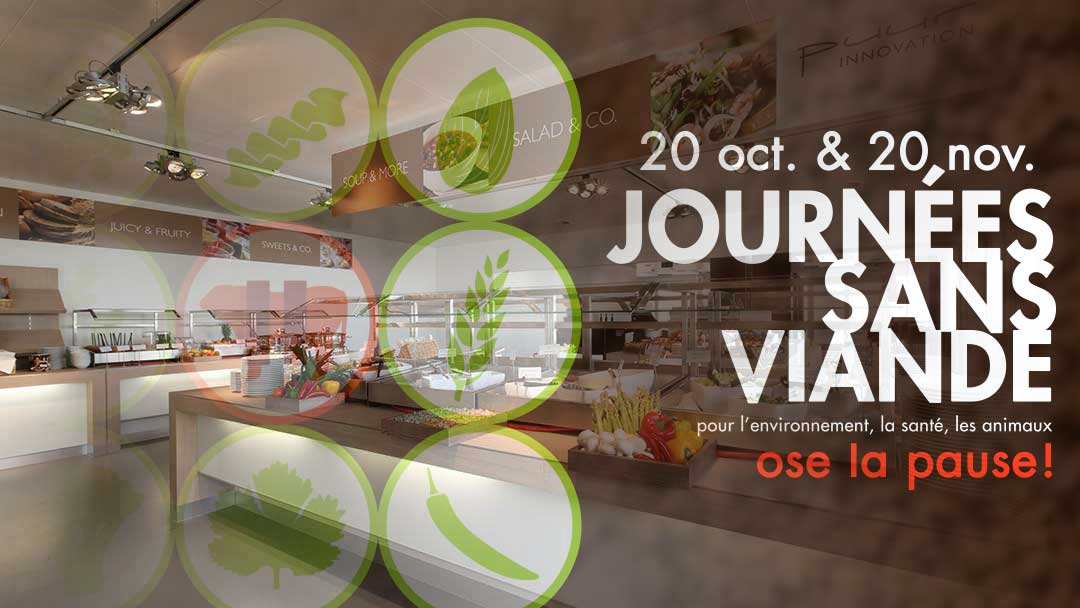 JUICY & FRUITY
SWEETS & CO.
SOUP & MORE
SALAD & CO.
INNOVATION
20 oct. & 20 nov.
JOURNÉES
SANS
VIANDE
pour l'environnement, la santé, les animaux
ose la pause!